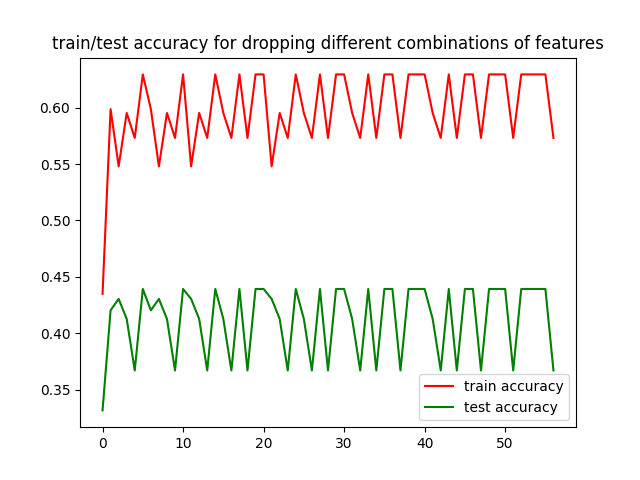 train/test accuracy for dropping different combinations of features
0.60
0.55
0.50
0.45
0.40
0.35
train accuracy
test accuracy
0 10 20 30 40 50